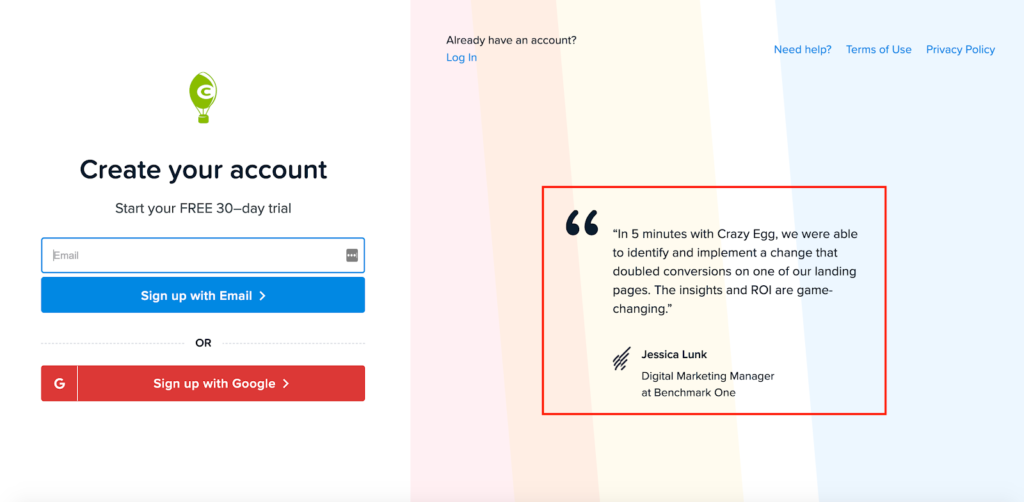 Create your account
Start your FREE 30–day trial
Email
Sign up with Email
OR
G
Sign up with Google
Already have an account?
Log In
Need help? Terms of Use Privacy Policy
“
“In 5 minutes with Crazy Egg, we were able
to identify and implement a change that
doubled conversions on one of our landing
pages. The insights and ROI are game-
changing.”
Jessica Lunk
Digital Marketing Manager
at Benchmark One